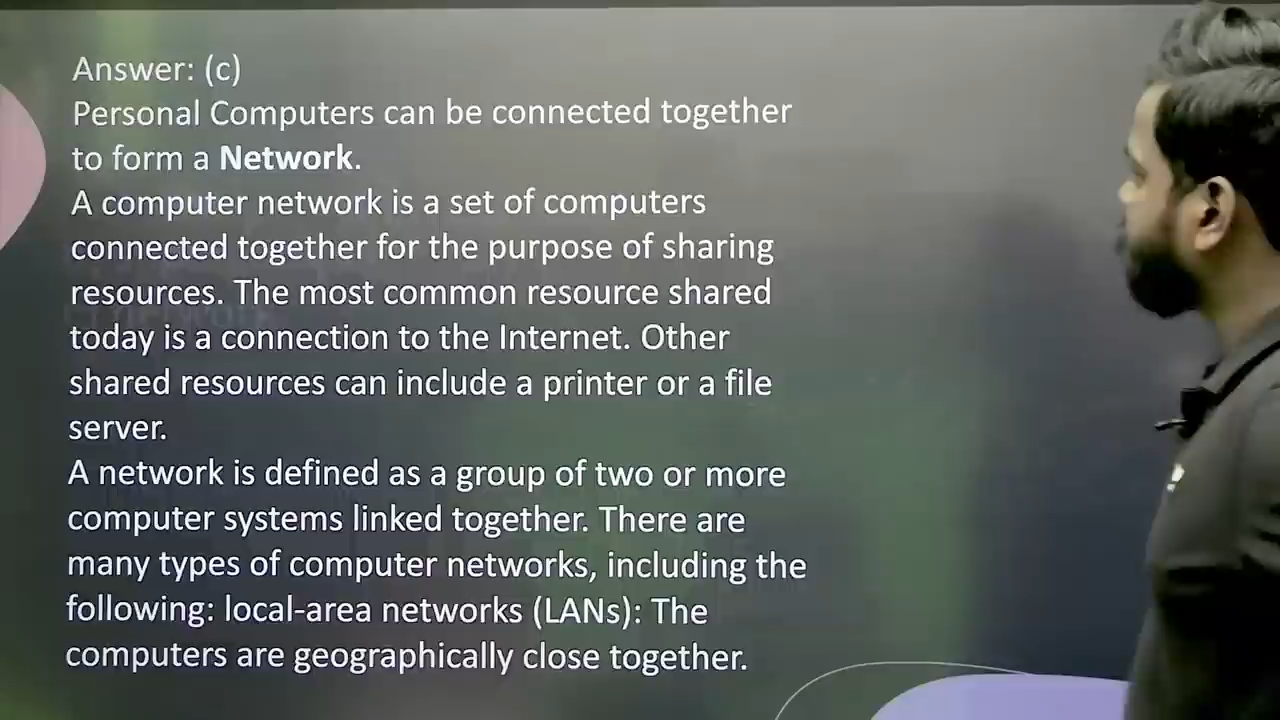 Answer: (c)
Personal Computers can be connected together
to form a Network.
A computer network is a set of computers
connected together for the purpose of sharing
resources. The most common resource shared
today is a connection to the Internet. Other
shared resources can include a printer or a file
server.
A network is defined as a group of two or more
computer systems linked together. There are
many types of computer networks, including the
following: local-area networks (LANs): The
computers are geographically close together.